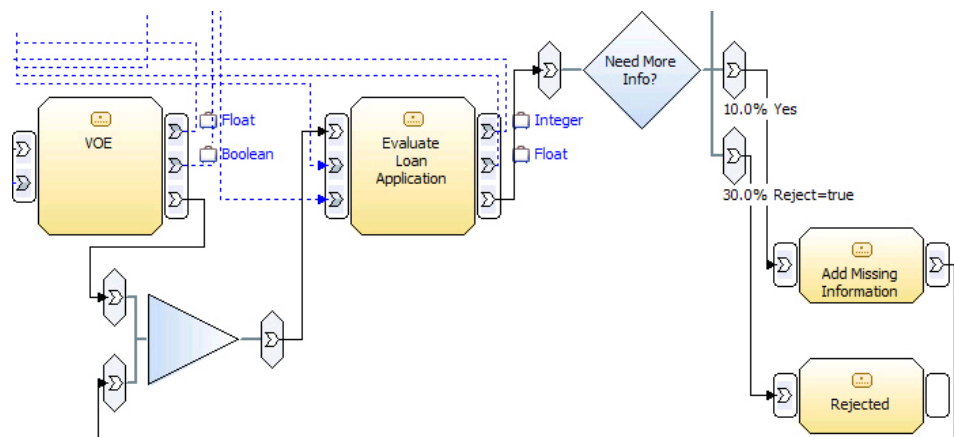 Need More
Info?
10.0% Yes
Float
VOE
Boolean
Evaluate
Loan
Application
Integer
Float
30.0% Reject=true
Add Missing
Information
Rejected